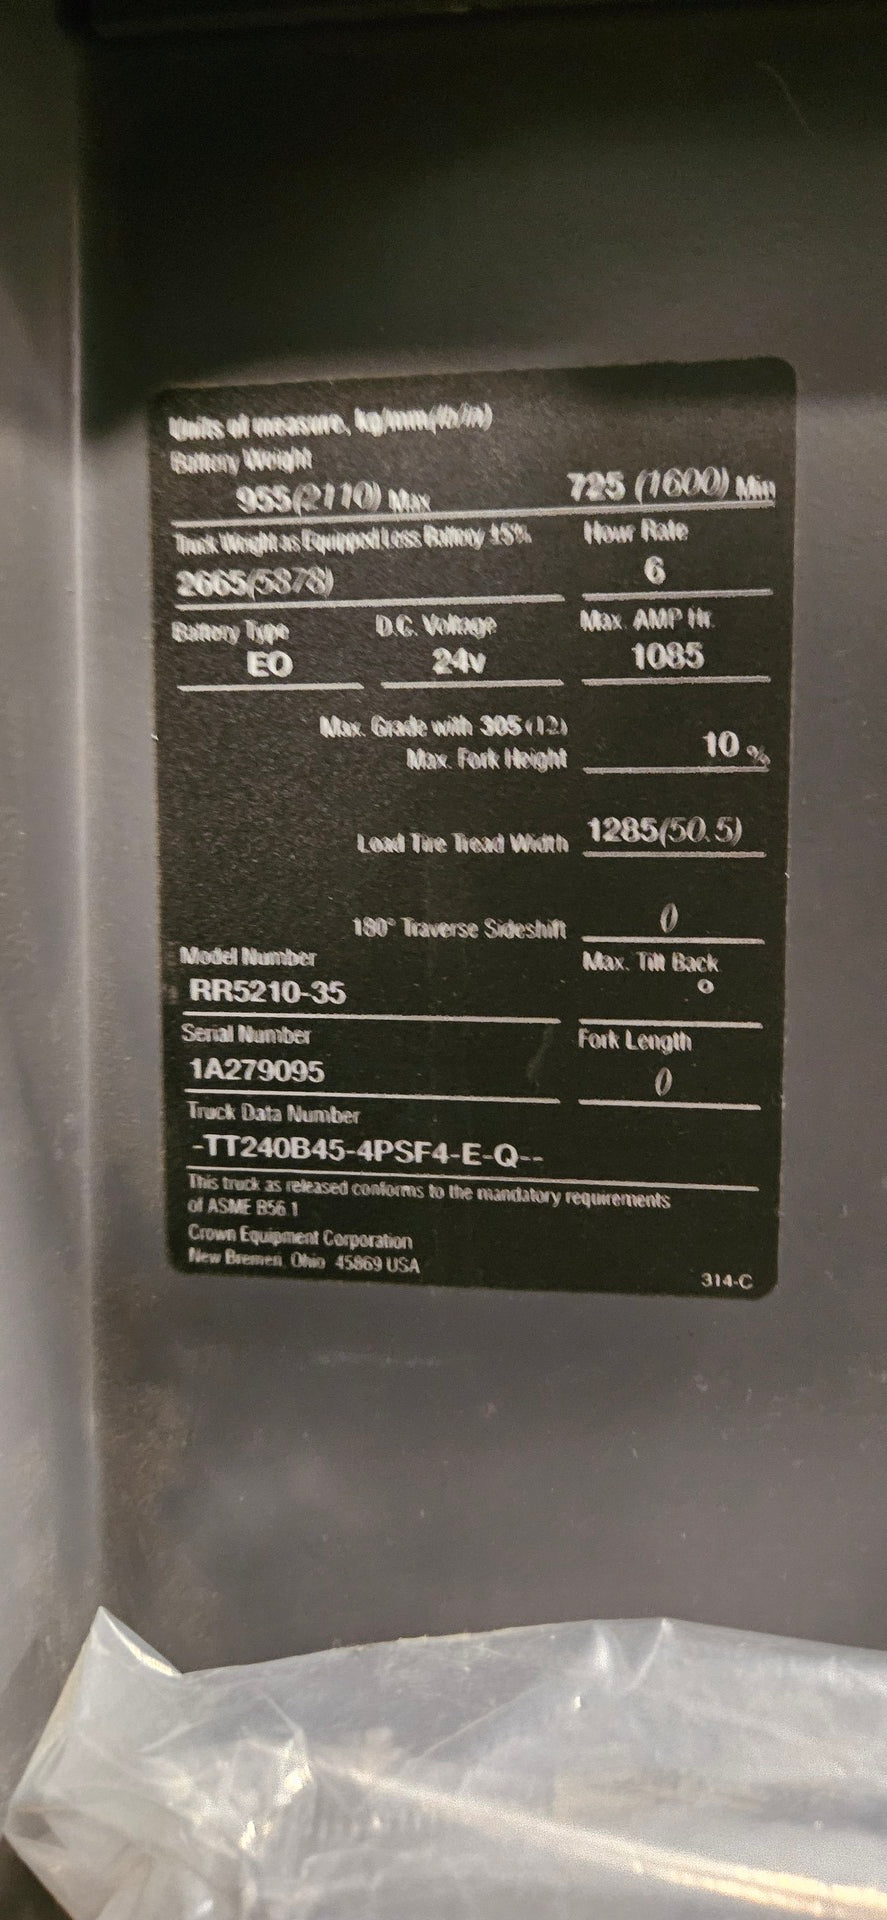 Units of measure, kg/mm(lb/in)
Battery Weight
955(2110) Max 725 (1600) Min
Truck Weight as Equipped Less Battery ±5% Hour Rate
2665(5878) 6
Battery Type D.C. Voltage Max. AMP Hr.
EO 24v 1085
Max. Grade with 305 (12)
Max. Fork Height 10 %
Load Tire Tread Width 1285(50.5)
180° Traverse Sideshift 0
Model Number Max. Tilt Back
RR5210-35 °
Serial Number Fork Length
1A279095 0
Truck Data Number
-TT240B45-4PSF4-E-Q--
This truck as released conforms to the mandatory requirements
of ASME B56.1
Crown Equipment Corporation
New Bremen, Ohio 45869 USA
314-C